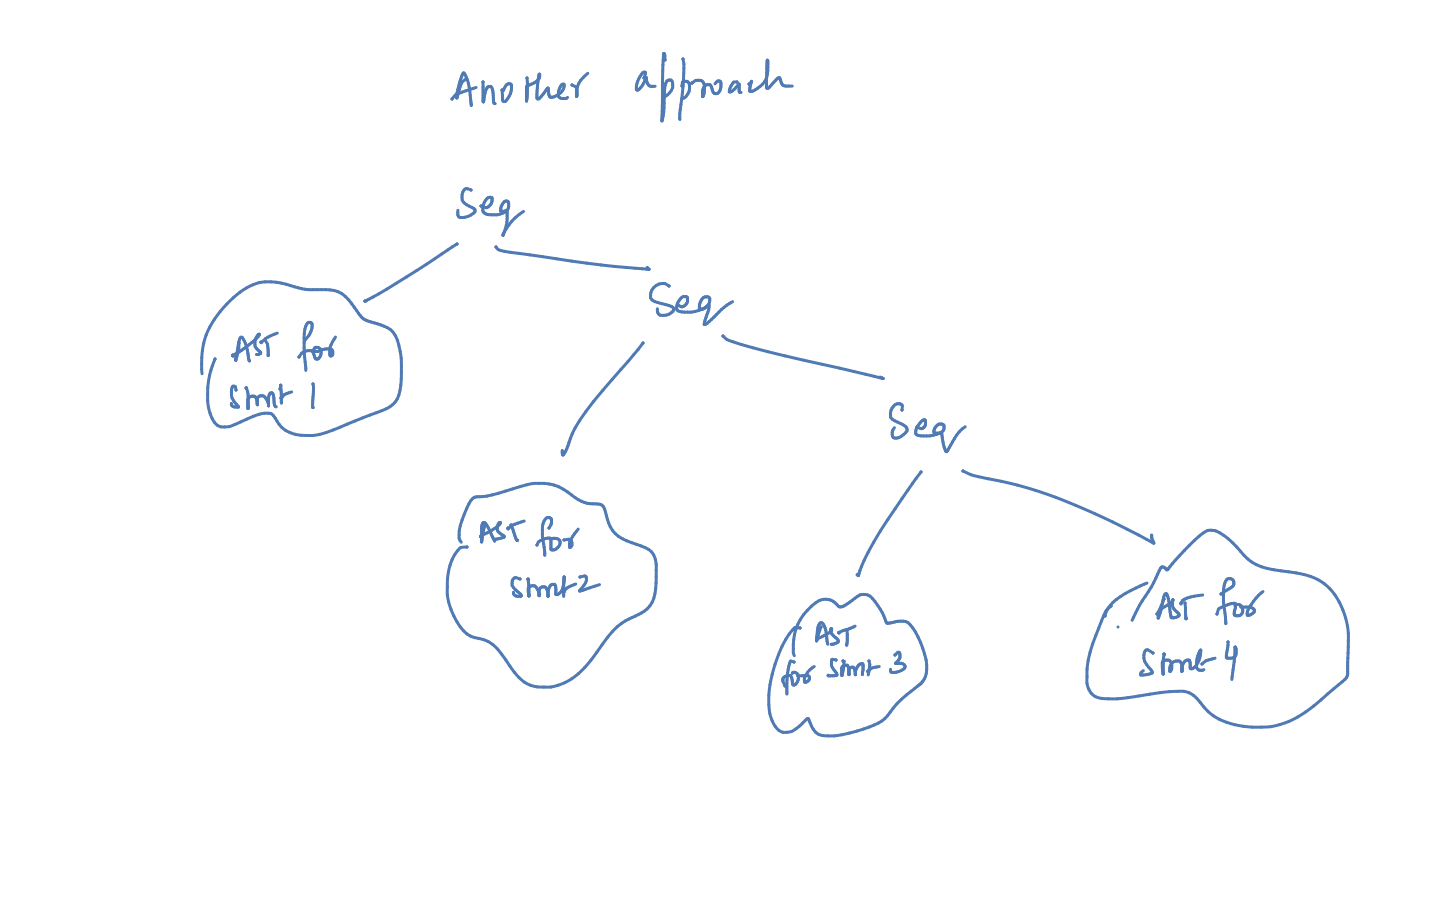 Another approach
Seq
Seq
AST for
Stmt 1
Seq
AST for
Stmt 2
AST
for Stmt 3
AST for
Stmt 4